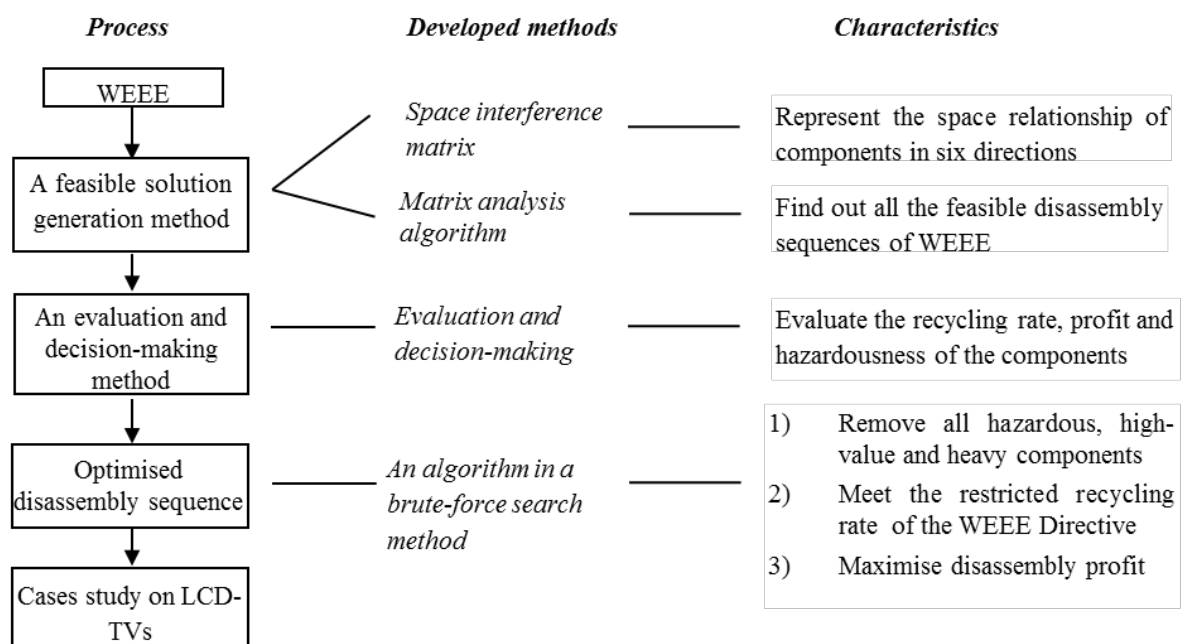 Process
Developed methods
Characteristics
WEEE
Space interference
matrix
Represent the space relationship of
components in six directions
A feasible solution
generation method
Matrix analysis
algorithm
Find out all the feasible disassembly
sequences of WEEE
An evaluation and
decision-making
method
Evaluation and
decision-making
Evaluate the recycling rate, profit and
hazardousness of the components
Optimised
disassembly sequence
An algorithm in a
brute-force search
method
1) Remove all hazardous, high-
value and heavy components
2) Meet the restricted recycling
rate of the WEEE Directive
3) Maximise disassembly profit
Cases study on LCD-
TVs